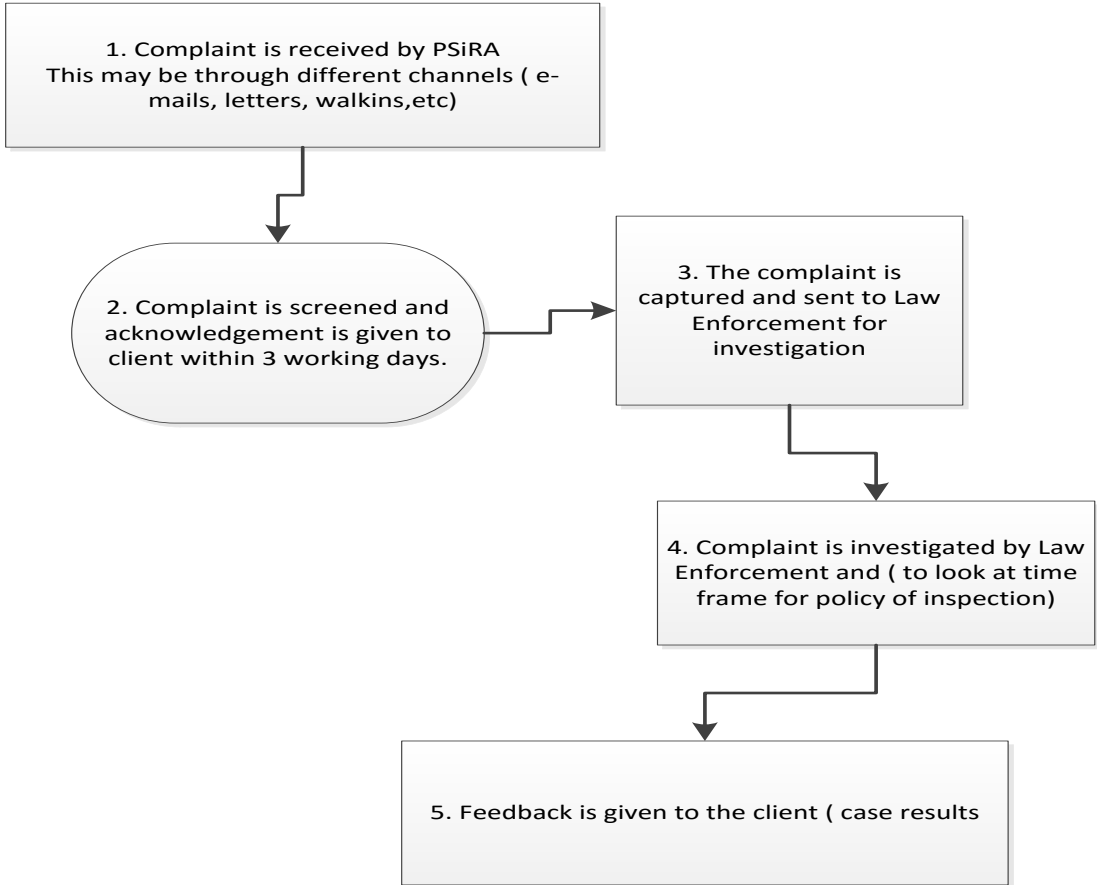 1. Complaint is received by PSiRA
This may be through different channels ( e-
mails, letters, walkins,etc)
2. Complaint is screened and
acknowledgement is given to
client within 3 working days.
3. The complaint is
captured and sent to Law
Enforcement for
investigation
4. Complaint is investigated by Law
Enforcement and ( to look at time
frame for policy of inspection)
5. Feedback is given to the client ( case results